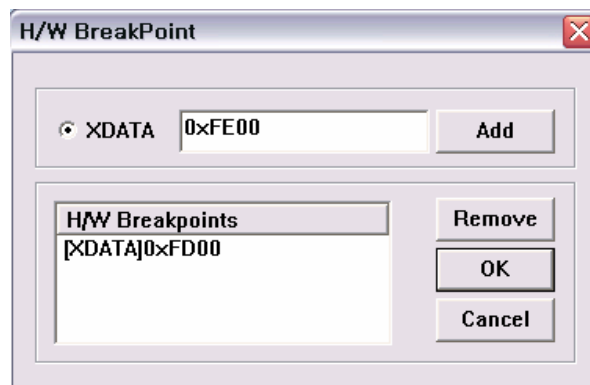 H/W BreakPoint
XDATA 0xFE00 Add
H/W Breakpoints
[XDATA]0xFD00
Remove
OK
Cancel